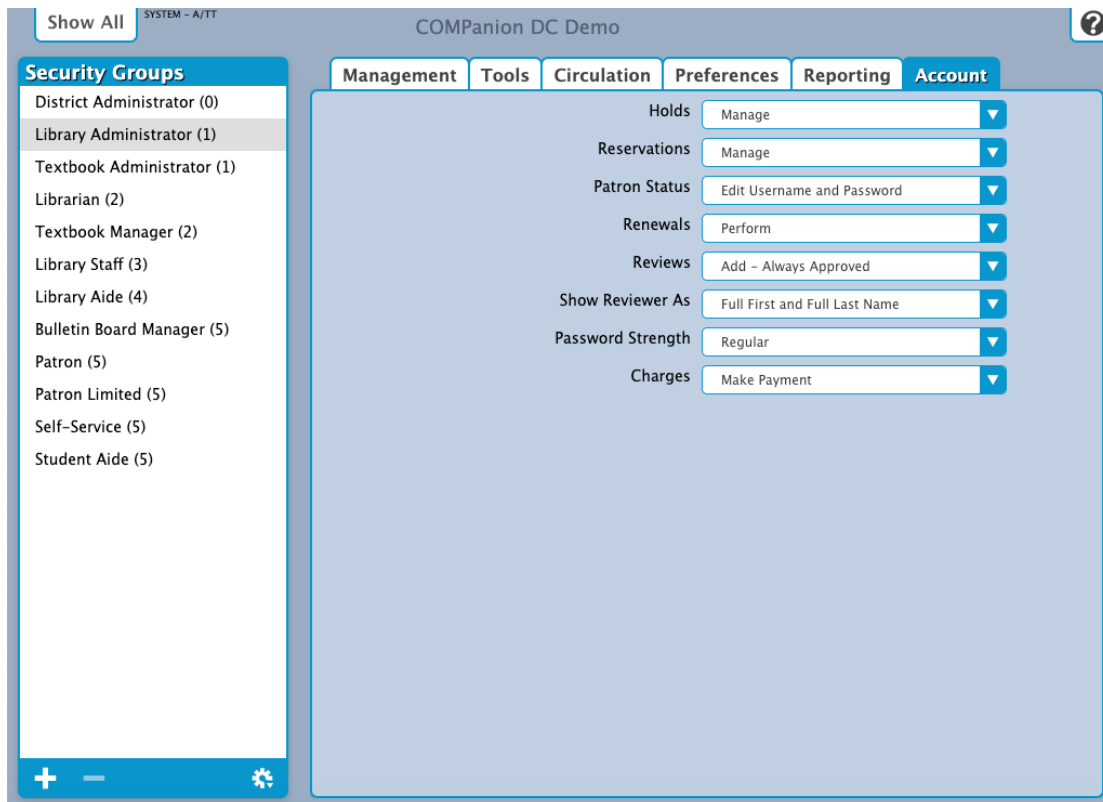 Show All
SYSTEM – A/TT
COMPanion DC Demo
?
Security Groups
District Administrator (0)
Library Administrator (1)
Textbook Administrator (1)
Librarian (2)
Textbook Manager (2)
Library Staff (3)
Library Aide (4)
Bulletin Board Manager (5)
Patron (5)
Patron Limited (5)
Self–Service (5)
Student Aide (5)
Management Tools Circulation Preferences Reporting Account
Holds Manage
Reservations Manage
Patron Status Edit Username and Password
Renewals Perform
Reviews Add – Always Approved
Show Reviewer As Full First and Full Last Name
Password Strength Regular
Charges Make Payment